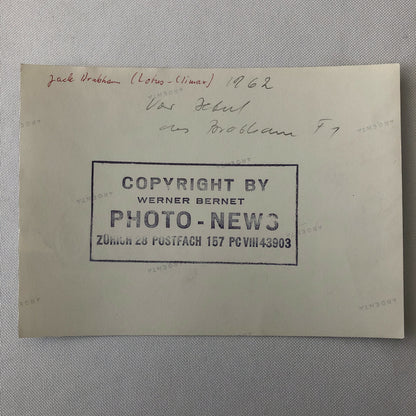 Jack Brabham (Lotus-Climax) 1962
Vor Debut
des Brabham F1
COPYRIGHT BY
WERNER BERNET
PHOTO-NEWS
ZÜRICH 28 POSTFACH 157 PC VIII 43903